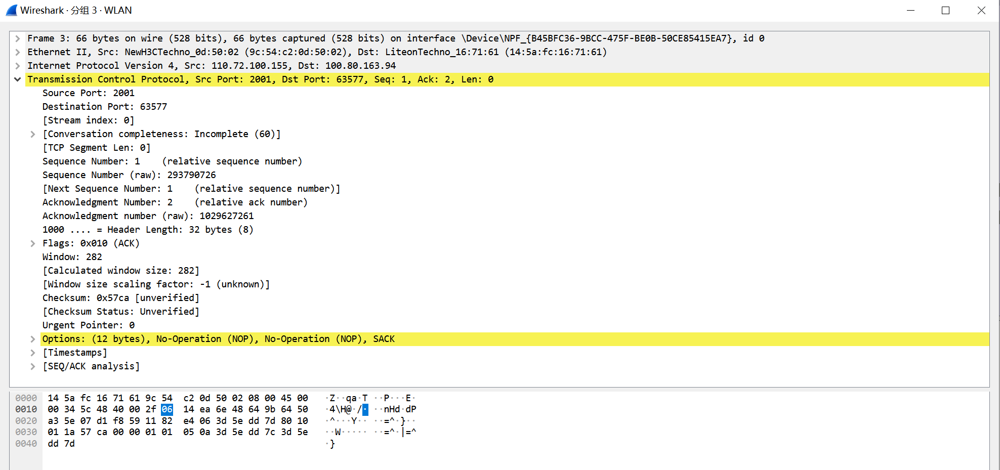 Wireshark · 分组 3 · WLAN
Frame 3: 66 bytes on wire (528 bits), 66 bytes captured (528 bits) on interface \Device\NPF_{B45BFC36-9BCC-475F-BE0B-50CE85415EA7}, id 0
Ethernet II, Src: NewH3CTechno_0d:50:02 (9c:54:c2:0d:50:02), Dst: LiteonTechno_16:71:61 (14:5a:fc:16:71:61)
Internet Protocol Version 4, Src: 110.72.100.155, Dst: 100.80.163.94
Transmission Control Protocol, Src Port: 2001, Dst Port: 63577, Seq: 1, Ack: 2, Len: 0
Source Port: 2001
Destination Port: 63577
[Stream index: 0]
[Conversation completeness: Incomplete (60)]
[TCP Segment Len: 0]
Sequence Number: 1    (relative sequence number)
Sequence Number (raw): 293790726
[Next Sequence Number: 1    (relative sequence number)]
Acknowledgment Number: 2    (relative ack number)
Acknowledgment number (raw): 1029627261
1000 .... = Header Length: 32 bytes (8)
Flags: 0x010 (ACK)
Window: 282
[Calculated window size: 282]
[Window size scaling factor: -1 (unknown)]
Checksum: 0x57ca [unverified]
[Checksum Status: Unverified]
Urgent Pointer: 0
Options: (12 bytes), No-Operation (NOP), No-Operation (NOP), SACK
[Timestamps]
[SEQ/ACK analysis]
0000 14 5a fc 16 71 61 9c 54 c2 0d 50 02 08 00 45 00 ·Z··qa·T ··P···E·
0010 00 34 5c 48 40 00 2f 06 14 ea 6e 48 64 9b 64 50 ·4\H@·/· ··nHd·dP
0020 a3 5e 07 d1 f8 59 11 82 e4 06 3d 5e dd 7d 80 10 ·^···Y·· ··=^·}··
0030 01 1a 57 ca 00 00 01 01 05 0a 3d 5e dd 7c 3d 5e ··W····· ··=^·|=^
0040 dd 7d ·}